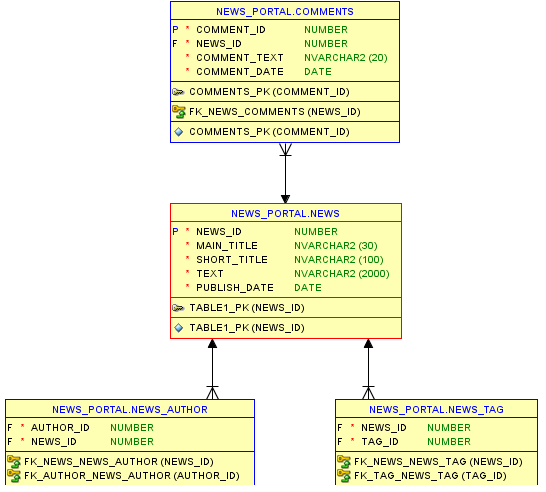 NEWS_PORTAL.COMMENTS
P * COMMENT_ID NUMBER
F * NEWS_ID NUMBER
* COMMENT_TEXT NVARCHAR2 (20)
* COMMENT_DATE DATE
COMMENTS_PK (COMMENT_ID)
FK_NEWS_COMMENTS (NEWS_ID)
COMMENTS_PK (COMMENT_ID)
NEWS_PORTAL.NEWS
P * NEWS_ID NUMBER
* MAIN_TITLE NVARCHAR2 (30)
* SHORT_TITLE NVARCHAR2 (100)
* TEXT NVARCHAR2 (2000)
* PUBLISH_DATE DATE
TABLE1_PK (NEWS_ID)
TABLE1_PK (NEWS_ID)
NEWS_PORTAL.NEWS_AUTHOR
F * AUTHOR_ID NUMBER
F * NEWS_ID NUMBER
FK_NEWS_NEWS_AUTHOR (NEWS_ID)
FK_AUTHOR_NEWS_AUTHOR (AUTHOR_ID)
NEWS_PORTAL.NEWS_TAG
F * NEWS_ID NUMBER
F * TAG_ID NUMBER
FK_NEWS_NEWS_TAG (NEWS_ID)
FK_TAG_NEWS_TAG (TAG_ID)